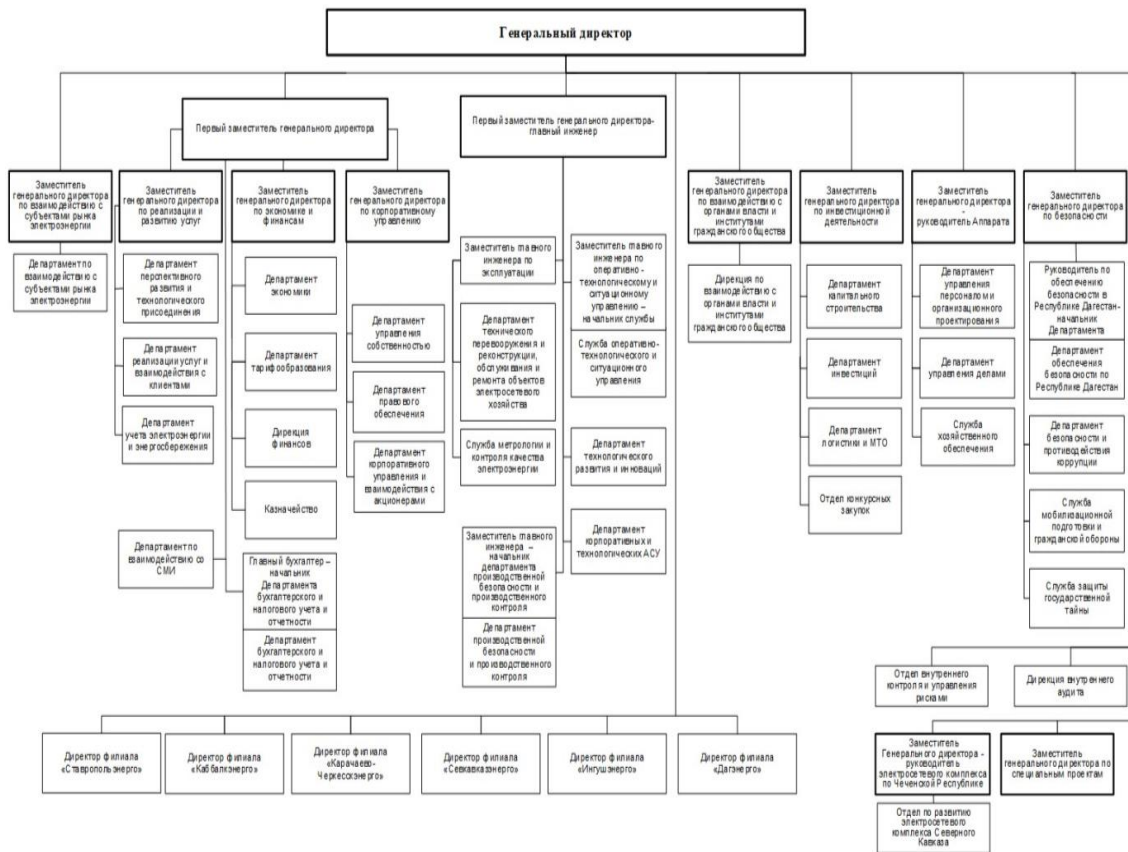 Генеральный директор
Первый заместитель генерального директора
Первый заместитель генерального директора-
главный инженер
Заместитель
генерального директора
по взаимодействию с
субъектами рынка
электроэнергии
Департамент по
взаимодействию с
субъектами рынка
электроэнергии
Заместитель
генерального директора
по реализации и
развитию услуг
Департамент
перспективного
развития и
технологического
присоединения
Департамент
реализации услуг и
взаимодействия с
клиентами
Департамент
учета электроэнергии
и энергосбережения
Департамент по
взаимодействию со
СМИ
Заместитель
генерального директора
по экономике и
финансам
Департамент
экономики
Департамент
тарифообразования
Дирекция
финансов
Казначейство
Главный бухгалтер –
начальник
Департамента
бухгалтерского и
налогового учета и
отчетности
Департамент
бухгалтерского и
налогового учета и
отчетности
Заместитель
генерального директора
по корпоративному
управлению
Департамент
управления
собственностью
Департамент
правового
обеспечения
Департамент
корпоративного
управления и
взаимодействия с
акционерами
Заместитель главного
инженера по
эксплуатации
Департамент
технического
перевооружения и
реконструкции,
обслуживания и
ремонта объектов
электросетевого
хозяйства
Служба метрологии и
контроля качества
электроэнергии
Заместитель главного
инженера –
начальник
департамента
производственной
безопасности и
производственного
контроля
Департамент
производственной
безопасности
и производственного
контроля
Заместитель главного
инженера по
оперативно-
технологическому и
ситуационному
управлению –
начальник службы
Служба оперативно-
технологического и
ситуационного
управления
Департамент
технологического
развития и инноваций
Департамент
корпоративных и
технологических АСУ
Заместитель
генерального директора
по взаимодействию с
органами власти и
институтами
гражданского общества
Дирекция по
взаимодействию с
органами власти и
институтами
гражданского общества
Заместитель
генерального директора
по инвестиционной
деятельности
Департамент
капитального
строительства
Департамент
инвестиций
Департамент
логистики и МТО
Отдел конкурсных
закупок
Заместитель
генерального директора
-
руководитель Аппарата
Департамент
управления
персоналом и
организационного
проектирования
Департамент
управления делами
Служба
хозяйственного
обеспечения
Заместитель
генерального директора
по безопасности
Руководитель по
обеспечению
безопасности в
Республике Дагестан-
начальник
Департамента
Департамент
обеспечения
безопасности по
Республике Дагестан
Департамент
безопасности и
противодействия
коррупции
Служба
мобилизационной
подготовки и
гражданской обороны
Служба защиты
государственной
тайны
Отдел внутреннего
контроля и управления
рисками
Дирекция внутреннего
аудита
Заместитель
Генерального директора -
руководитель
электросетевого комплекса
по Чеченской Республике
Заместитель
генерального директора по
специальным проектам
Отдел по развитию
электросетевого
комплекса Северного
Кавказа
Директор филиала
«Ставропольэнерго»
Директор филиала
«Каббалкэнерго»
Директор филиала
«Карачаево-
Черкесскэнерго»
Директор филиала
«Севкавказэнерго»
Директор филиала
«Ингушэнерго»
Директор филиала
«Дагэнерго»